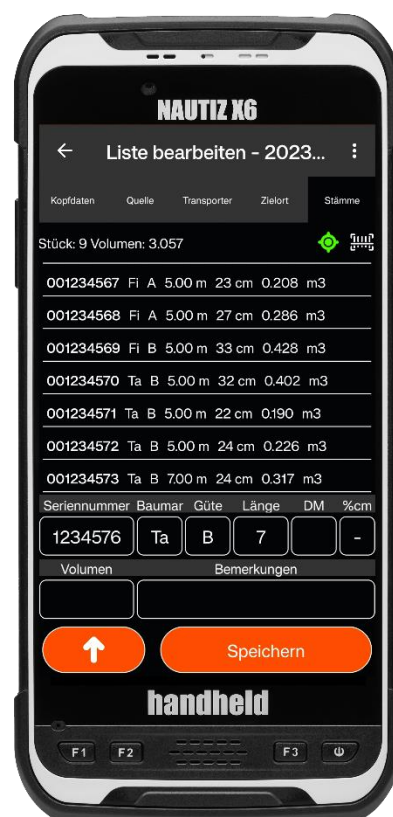 NAUTIZ X6
Liste bearbeiten - 2023...
Kopfdaten Quelle Transporter Zielort Stämme
Stück: 9 Volumen: 3.057
001234567 Fi A 5.00 m 23 cm 0.208 m3
001234568 Fi A 5.00 m 27 cm 0.286 m3
001234569 Fi B 5.00 m 33 cm 0.428 m3
001234570 Ta B 5.00 m 32 cm 0.402 m3
001234571 Ta B 5.00 m 22 cm 0.190 m3
001234572 Ta B 5.00 m 24 cm 0.226 m3
001234573 Ta B 7.00 m 24 cm 0.317 m3
Seriennummer Baumar Güte Länge DM %cm
1234576 Ta B 7 -
Volumen Bemerkungen
Speichern
handheld
F1 F2 F3